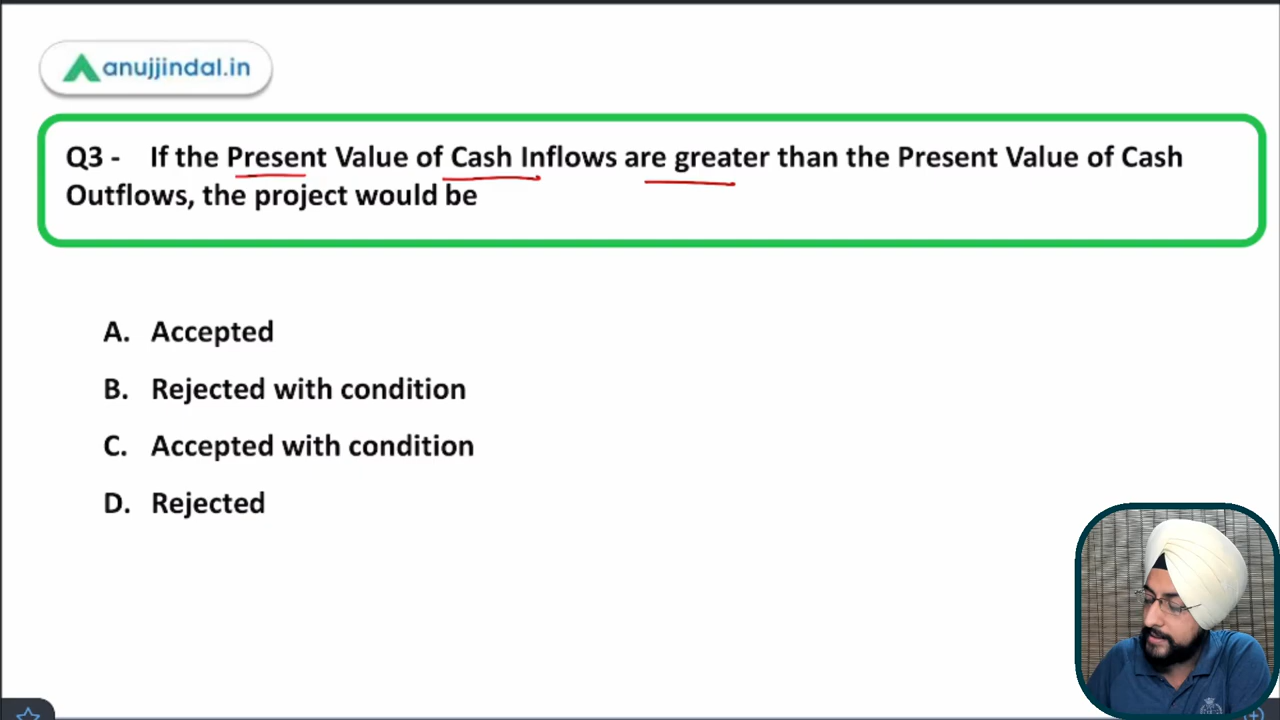 anujjindal.in
Q3 - If the Present Value of Cash Inflows are greater than the Present Value of Cash
Outflows, the project would be
A. Accepted
B. Rejected with condition
C. Accepted with condition
D. Rejected